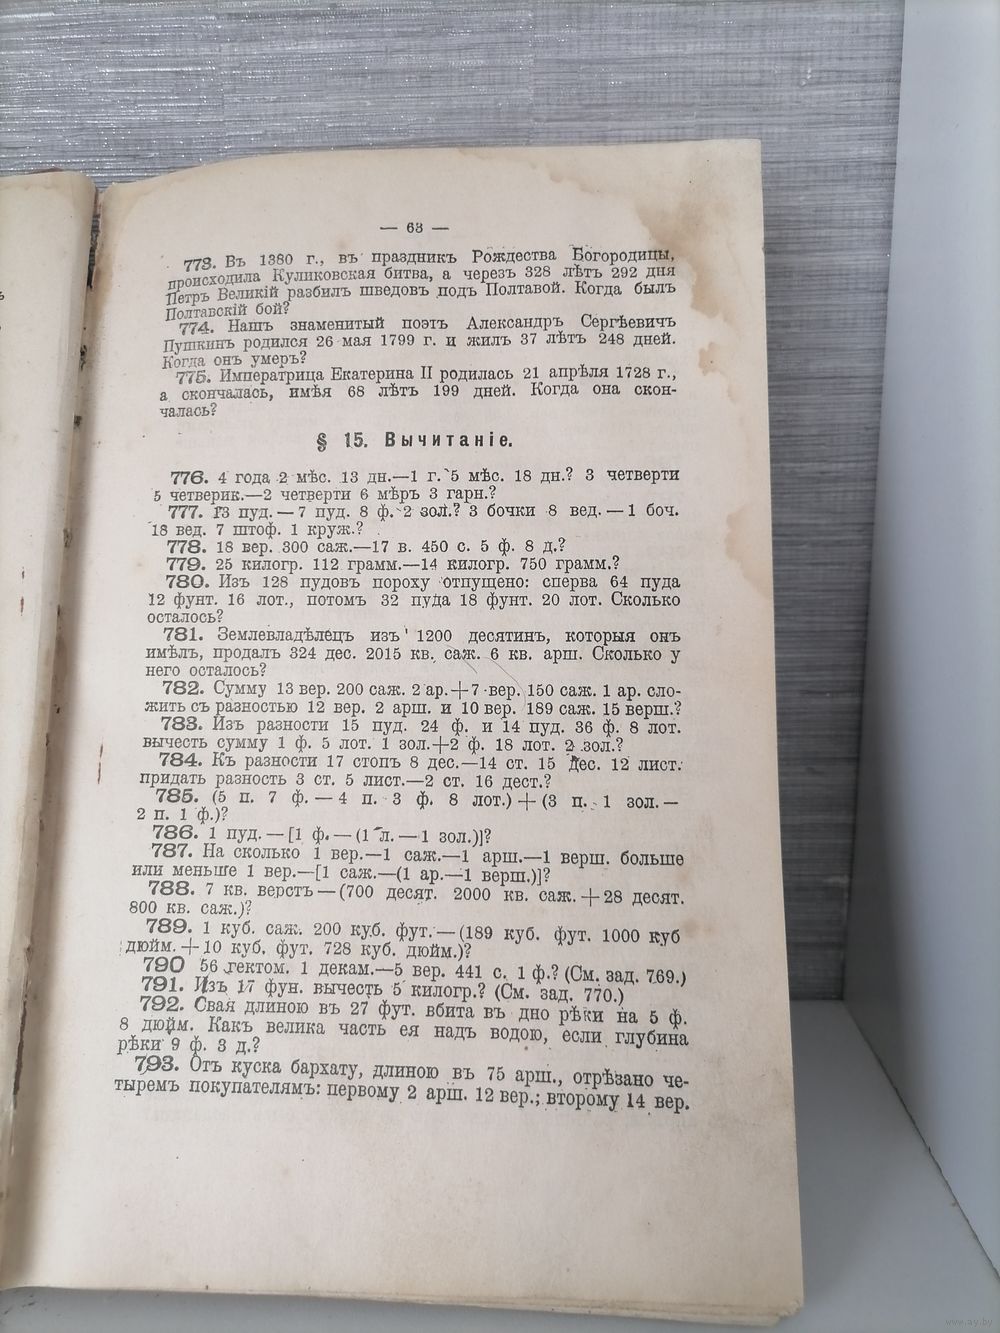 — 63 —
773. Въ 1380 г., въ праздникъ Рождества Богородицы,
происходила Куликовская битва, а черезъ 328 лѣтъ 292 дня
Петръ Великій разбилъ шведовъ подъ Полтавой. Когда былъ
Полтавскій бой?
774. Нашъ знаменитый поэтъ Александръ Сергѣевичъ
Пушкинъ родился 26 мая 1799 г. и жилъ 37 лѣтъ 248 дней.
Когда онъ умеръ?
775. Императрица Екатерина II родилась 21 апрѣля 1728 г.,
а скончалась, имѣя 68 лѣтъ 199 дней. Когда она скон-
чалась?
§ 15. Вычитаніе.
776. 4 года 2 мѣс. 13 дн.—1 г. 5 мѣс. 18 дн.? 3 четверти
5 четверик.—2 четверти 6 мѣръ 3 гарн.?
777. 13 пуд. — 7 пуд. 8 ф. 2 зол.? 3 бочки 8 вед. — 1 боч.
18 вед. 7 штоф. 1 круж.?
778. 18 вер. 300 саж.—17 в. 450 с. 5 ф. 8 д.?
779. 25 килогр. 112 грамм.—14 килогр. 750 грамм.?
780. Изъ 128 пудовъ пороху отпущено: сперва 64 пуда
12 фунт. 16 лот., потомъ 32 пуда 18 фунт. 20 лот. Сколько
осталось?
781. Землевладѣлецъ изъ 1200 десятинъ, которыя онъ
имѣлъ, продалъ 324 дес. 2015 кв. саж. 6 кв. арш. Сколько у
него осталось?
782. Сумму 13 вер. 200 саж. 2 ар.+7 вер. 150 саж. 1 ар. сло-
жить съ разностью 12 вер. 2 арш. и 10 вер. 189 саж. 15 верш.?
783. Изъ разности 15 пуд. 24 ф. и 14 пуд. 36 ф. 8 лот.
вычесть сумму 1 ф. 5 лот. 1 зол.+2 ф. 18 лот. 2 зол.?
784. Къ разности 17 стопъ 8 дес.—14 ст. 15 дес. 12 лист.
придать разность 3 ст. 5 лист.—2 ст. 16 дест.?
785. (5 п. 7 ф. — 4 п. 3 ф. 8 лот.) + (3 п. 1 зол. —
2 п. 1 ф.)?
786. 1 пуд. — [1 ф. — (1 л. — 1 зол.)]?
787. На сколько 1 вер.—1 саж.—1 арш.—1 верш. больше
или меньше 1 вер.—[1 саж.—(1 ар.—1 верш.)]?
788. 7 кв. верстъ — (700 десят. 2000 кв. саж. + 28 десят.
800 кв. саж.)?
789. 1 куб. саж. 200 куб. фут. — (189 куб. фут. 1000 куб
дюйм. + 10 куб. фут. 728 куб. дюйм.)?
790 56 гектом. 1 декам.—5 вер. 441 с. 1 ф.? (См. зад. 769.)
791. Изъ 17 фун. вычесть 5 килогр.? (См. зад. 770.)
792. Свая длиною въ 27 фут. вбита въ дно рѣки на 5 ф.
8 дюйм. Какъ велика часть ея надъ водою, если глубина
рѣки 9 ф. 3 д.?
793. Отъ куска бархату, длиною въ 75 арш., отрѣзано че-
тыремъ покупателямъ: первому 2 арш. 12 вер.; второму 14 вер.
www.ay.by